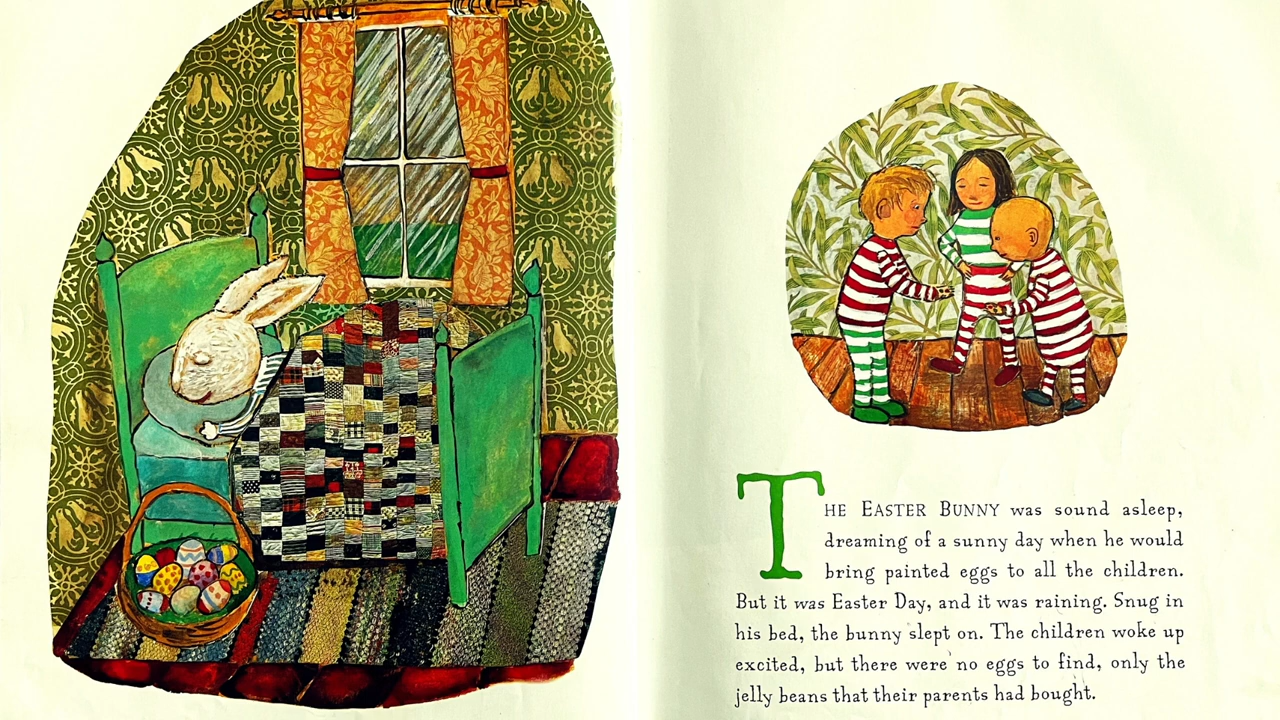 THE EASTER BUNNY was sound asleep,
dreaming of a sunny day when he would
bring painted eggs to all the children.
But it was Easter Day, and it was raining. Snug in
his bed, the bunny slept on. The children woke up
excited, but there were no eggs to find, only the
jelly beans that their parents had bought.